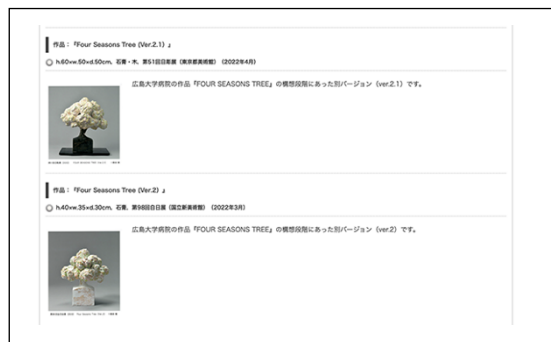 作品:『Four Seasons Tree (Ver.2.1) 』
h.60×w.50×d.50cm、石膏・木、第51回日彫展(東京都美術館)(2022年4月)
広島大学病院の作品『FOUR SEASONS TREE』の構想段階にあった別バージョン(ver.2.1)です。
作品:『Four Seasons Tree (Ver.2) 』
h.40×w.35×d.30cm、石膏、第98回白日展(国立新美術館)(2022年3月)
広島大学病院の作品『FOUR SEASONS TREE』の構想段階にあった別バージョン(ver.2)です。